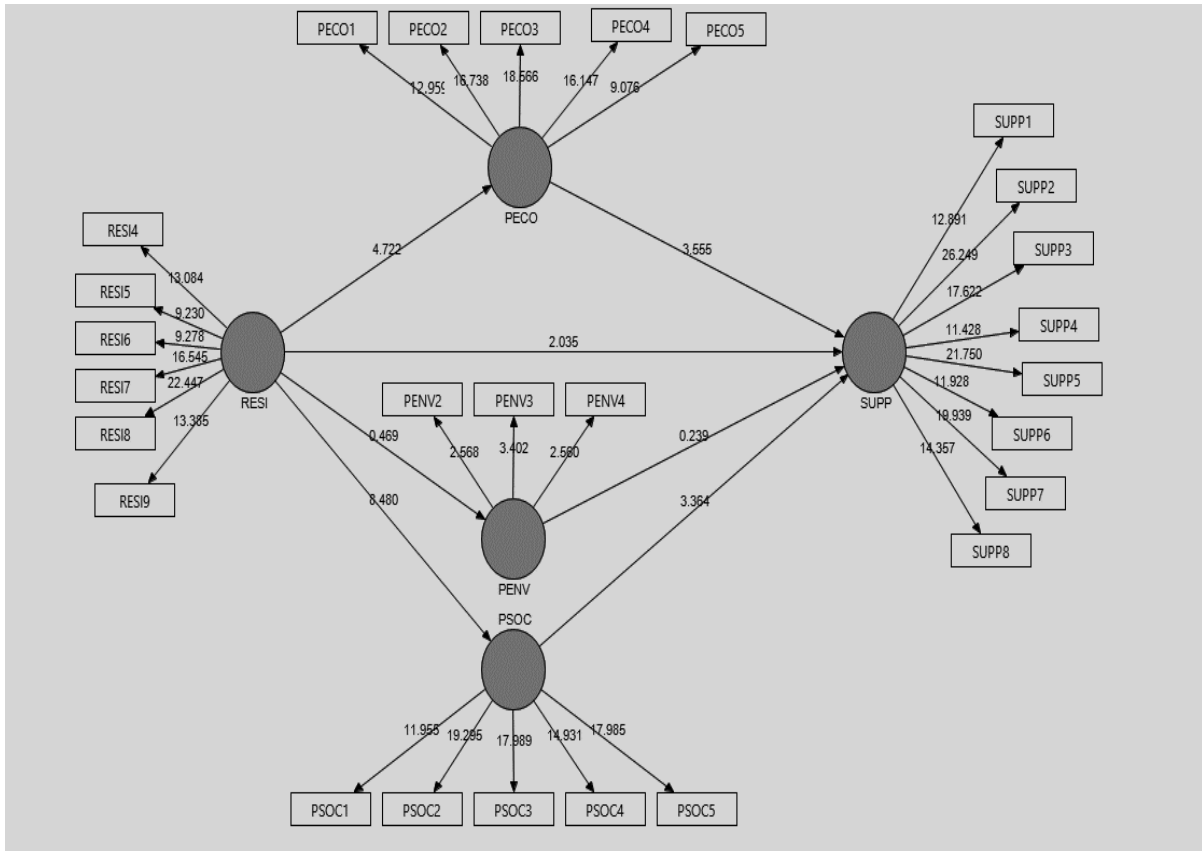 PECO1
PECO2
PECO3
PECO4
PECO5
12.959
16.738
18.566
16.147
9.076
PECO
SUPP1
SUPP2
SUPP3
SUPP4
SUPP5
SUPP6
SUPP7
SUPP8
12.891
26.249
17.622
11.428
21.750
11.928
19.939
14.357
SUPP
RESI4
RESI5
RESI6
RESI7
RESI8
RESI9
13.084
9.230
9.278
16.545
22.447
13.385
RESI
4.722
3.555
2.035
0.469
0.239
8.480
3.364
PENV2
PENV3
PENV4
2.568
3.402
2.560
PENV
PSOC
11.955
19.295
17.989
14.931
17.985
PSOC1
PSOC2
PSOC3
PSOC4
PSOC5